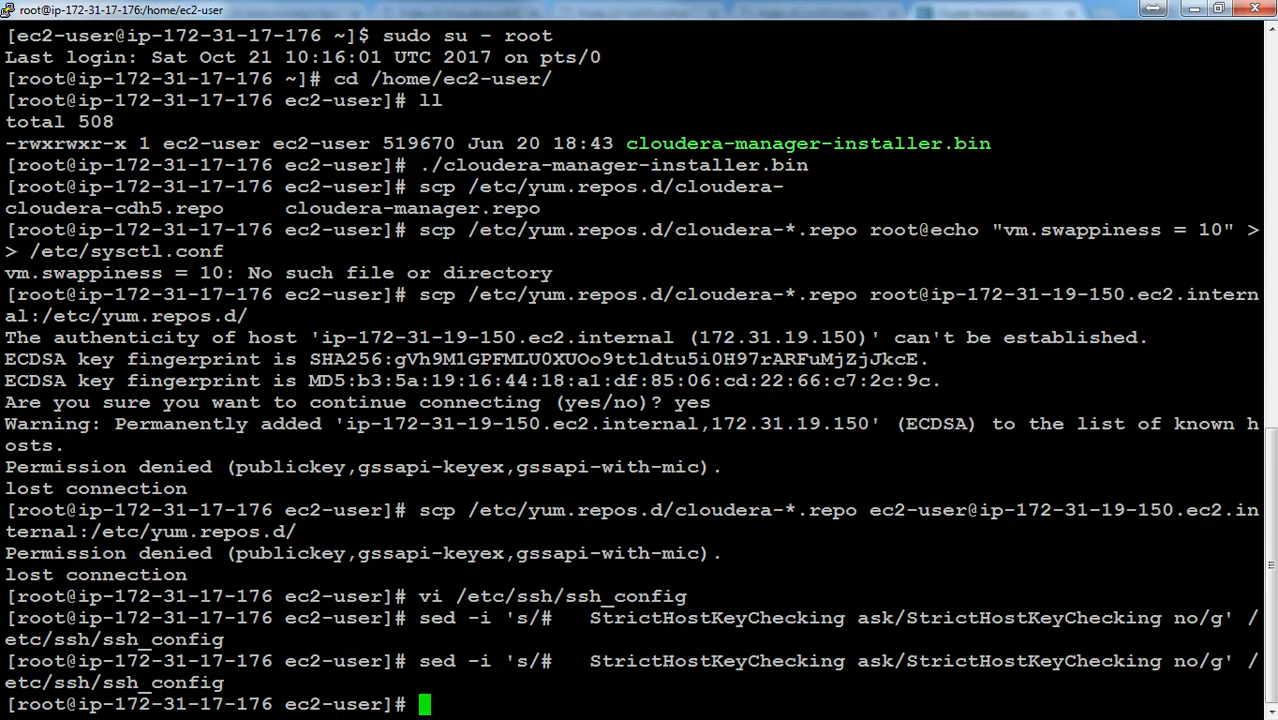 root@ip-172-31-17-176:/home/ec2-user
[ec2-user@ip-172-31-17-176 ~]$ sudo su - root
Last login: Sat Oct 21 10:16:01 UTC 2017 on pts/0
[root@ip-172-31-17-176 ~]# cd /home/ec2-user/
[root@ip-172-31-17-176 ec2-user]# ll
total 508
-rwxrwxr-x 1 ec2-user ec2-user 519670 Jun 20 18:43 cloudera-manager-installer.bin
[root@ip-172-31-17-176 ec2-user]# ./cloudera-manager-installer.bin
[root@ip-172-31-17-176 ec2-user]# scp /etc/yum.repos.d/cloudera-
cloudera-cdh5.repo     cloudera-manager.repo
[root@ip-172-31-17-176 ec2-user]# scp /etc/yum.repos.d/cloudera-*.repo root@echo "vm.swappiness = 10" >
> /etc/sysctl.conf
vm.swappiness = 10: No such file or directory
[root@ip-172-31-17-176 ec2-user]# scp /etc/yum.repos.d/cloudera-*.repo root@ip-172-31-19-150.ec2.intern
al:/etc/yum.repos.d/
The authenticity of host 'ip-172-31-19-150.ec2.internal (172.31.19.150)' can't be established.
ECDSA key fingerprint is SHA256:gVh9M1GPFMLU0XUOo9ttldtu5i0H97rARFuMjZjJkcE.
ECDSA key fingerprint is MD5:b3:5a:19:16:44:18:a1:df:85:06:cd:22:66:c7:2c:9c.
Are you sure you want to continue connecting (yes/no)? yes
Warning: Permanently added 'ip-172-31-19-150.ec2.internal,172.31.19.150' (ECDSA) to the list of known h
osts.
Permission denied (publickey,gssapi-keyex,gssapi-with-mic).
lost connection
[root@ip-172-31-17-176 ec2-user]# scp /etc/yum.repos.d/cloudera-*.repo ec2-user@ip-172-31-19-150.ec2.in
ternal:/etc/yum.repos.d/
Permission denied (publickey,gssapi-keyex,gssapi-with-mic).
lost connection
[root@ip-172-31-17-176 ec2-user]# vi /etc/ssh/ssh_config
[root@ip-172-31-17-176 ec2-user]# sed -i 's/#   StrictHostKeyChecking ask/StrictHostKeyChecking no/g' /
etc/ssh/ssh_config
[root@ip-172-31-17-176 ec2-user]# sed -i 's/#   StrictHostKeyChecking ask/StrictHostKeyChecking no/g' /
etc/ssh/ssh_config
[root@ip-172-31-17-176 ec2-user]#